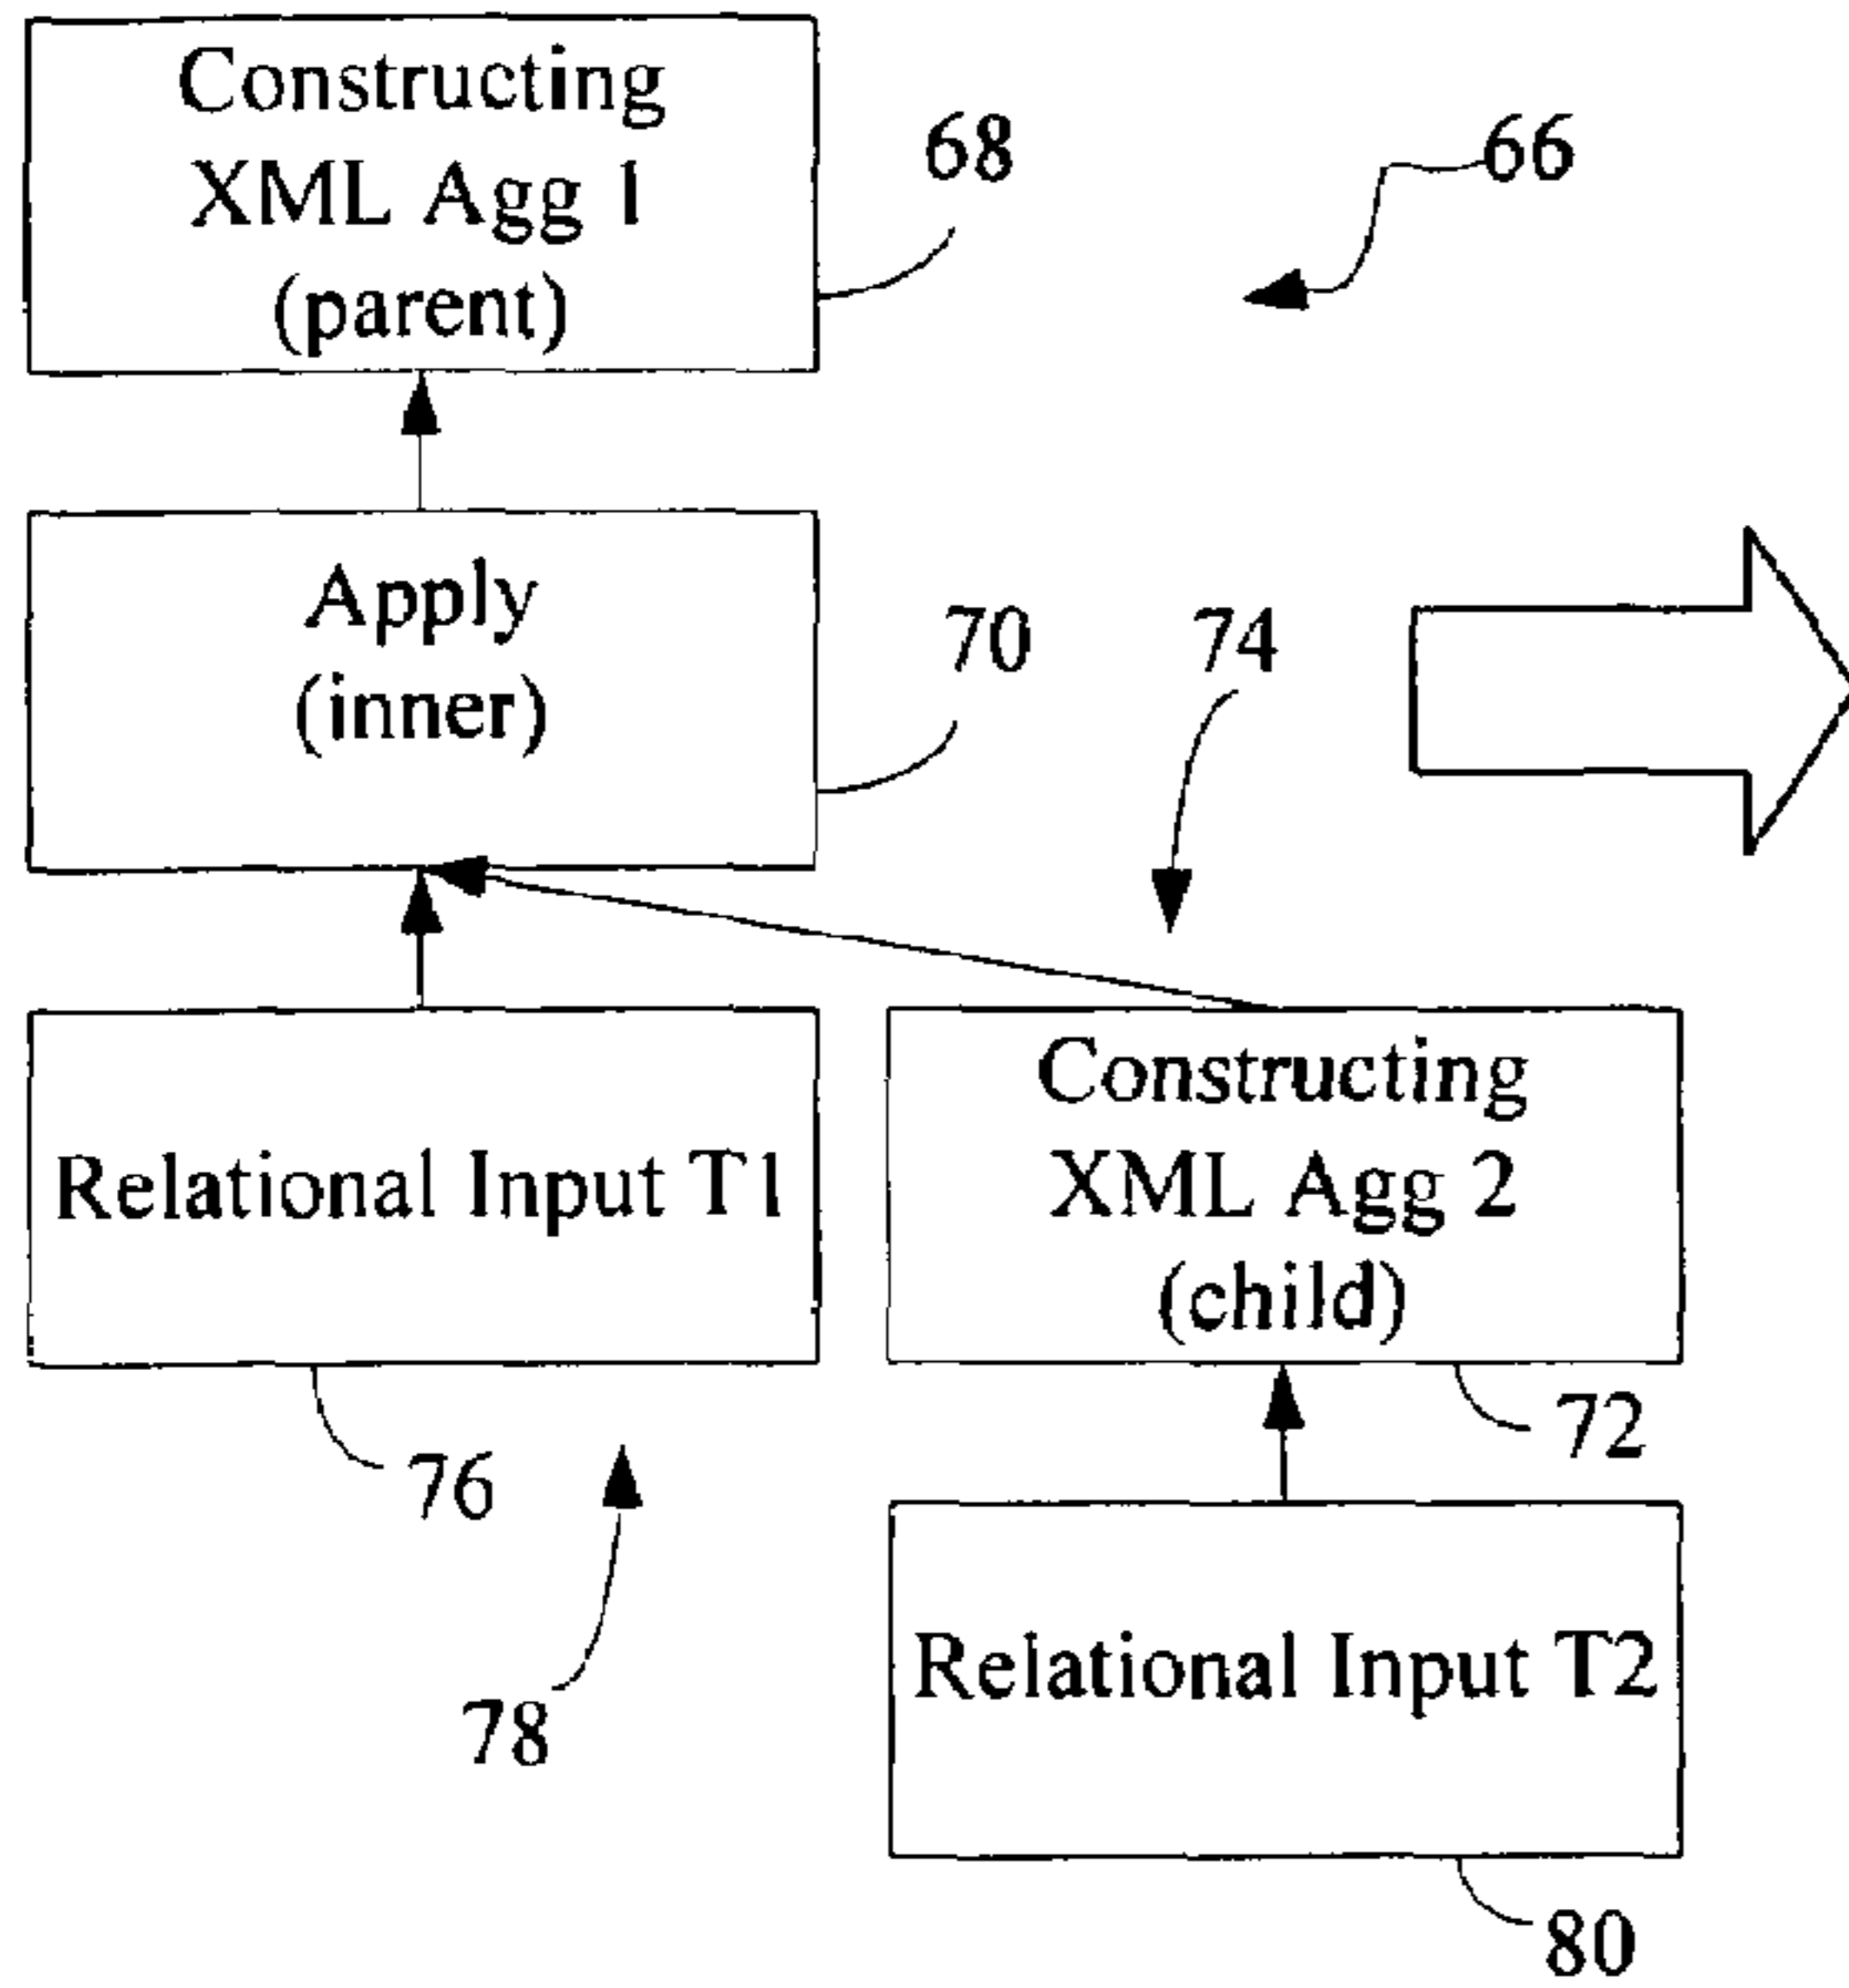 Constructing
XML Agg 1
(parent)
68
66
Apply
(inner)
70
74
Relational Input T1
Constructing
XML Agg 2
(child)
76
72
78
Relational Input T2
80